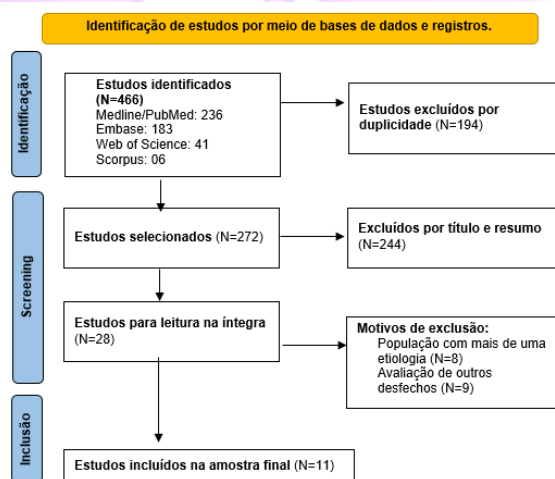 Identificação de estudos por meio de bases de dados e registros.
Identificação
Estudos identificados
(N=466)
Medline/PubMed: 236
Embase: 183
Web of Science: 41
Scorpus: 06
Estudos excluídos por
duplicidade (N=194)
Screening
Estudos selecionados (N=272)
Excluídos por título e resumo
(N=244)
Estudos para leitura na íntegra
(N=28)
Motivos de exclusão:
População com mais de uma
etiologia (N=8)
Avaliação de outros
desfechos (N=9)
Inclusão
Estudos incluídos na amostra final (N=11)